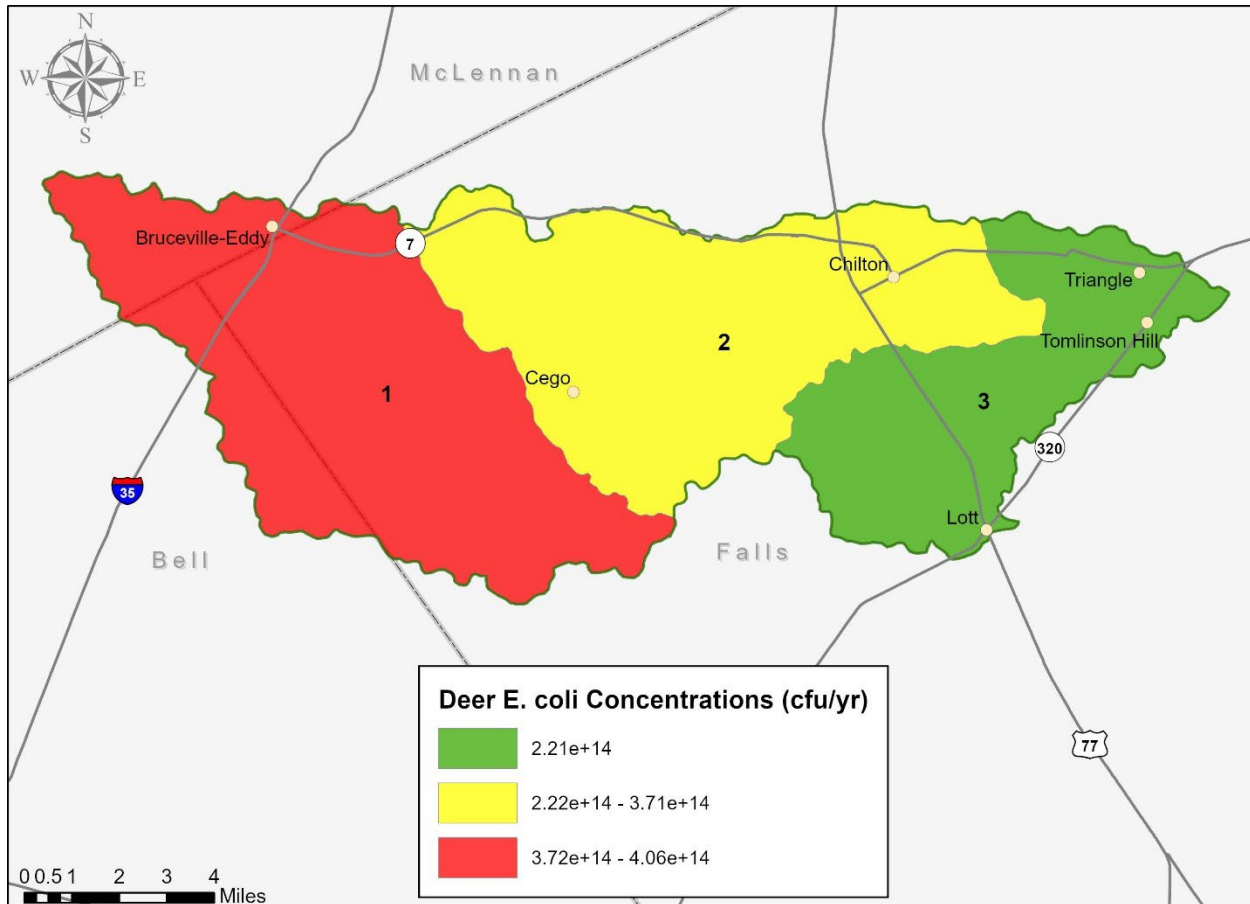 N
McLennan
W E
S
Bruceville-Eddy
7
Chilton
Triangle
2
Tomlinson Hill
Cego
1
3
320
35
Lott
Bell
Falls
Deer E. coli Concentrations (cfu/yr)
2.21e+14
77
2.22e+14 - 3.71e+14
3.72e+14 - 4.06e+14
0 0.5 1 2 3 4
Miles